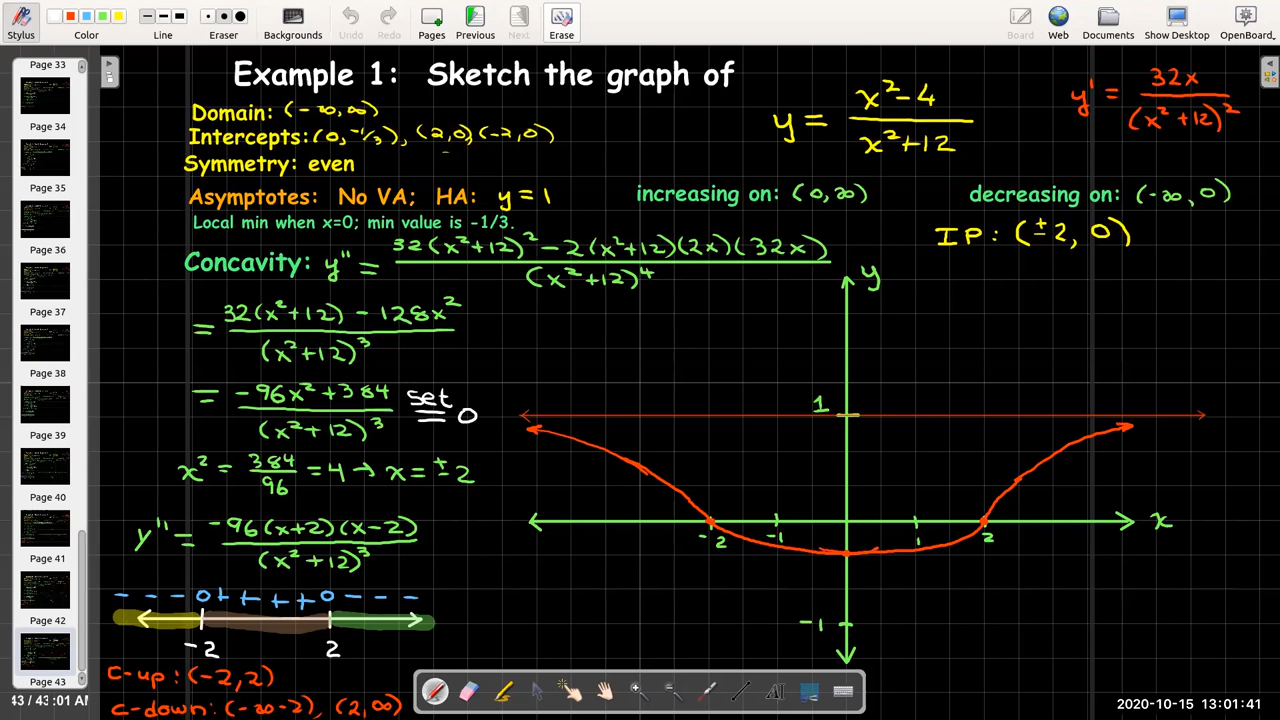 Stylus Color Line Eraser Backgrounds Undo Redo Pages Previous Next Erase Board Web Documents Show Desktop OpenBoard
Page 33
Page 34
Page 35
Page 36
Page 37
Page 38
Page 39
Page 40
Page 41
Page 42
Page 43
43 / 43:01 AM
Example 1: Sketch the graph of
y = (x²-4)/(x²+12)
y' = 32x/(x²+12)²
Domain: (-∞,∞)
Intercepts: (0,-1/3), (2,0)(-2,0)
Symmetry: even
Asymptotes: No VA; HA: y = 1
increasing on: (0,∞)
decreasing on: (-∞,0)
Local min when x=0; min value is -1/3.
IP: (±2, 0)
Concavity: y'' = (32(x²+12)² - 2(x²+12)(2x)(32x))/(x²+12)⁴
= (32(x²+12) - 128x²)/(x²+12)³
= (-96x²+384)/(x²+12)³ set = 0
x² = 384/96 = 4 → x = ±2
y'' = -96(x+2)(x-2)/(x²+12)³
- - - 0 + + + + + 0 - - -
-2 2
c-up: (-2,2)
c-down: (-∞-2), (2,∞)
y
1
x
-2 -1 1 2
-1
2020-10-15 13:01:41